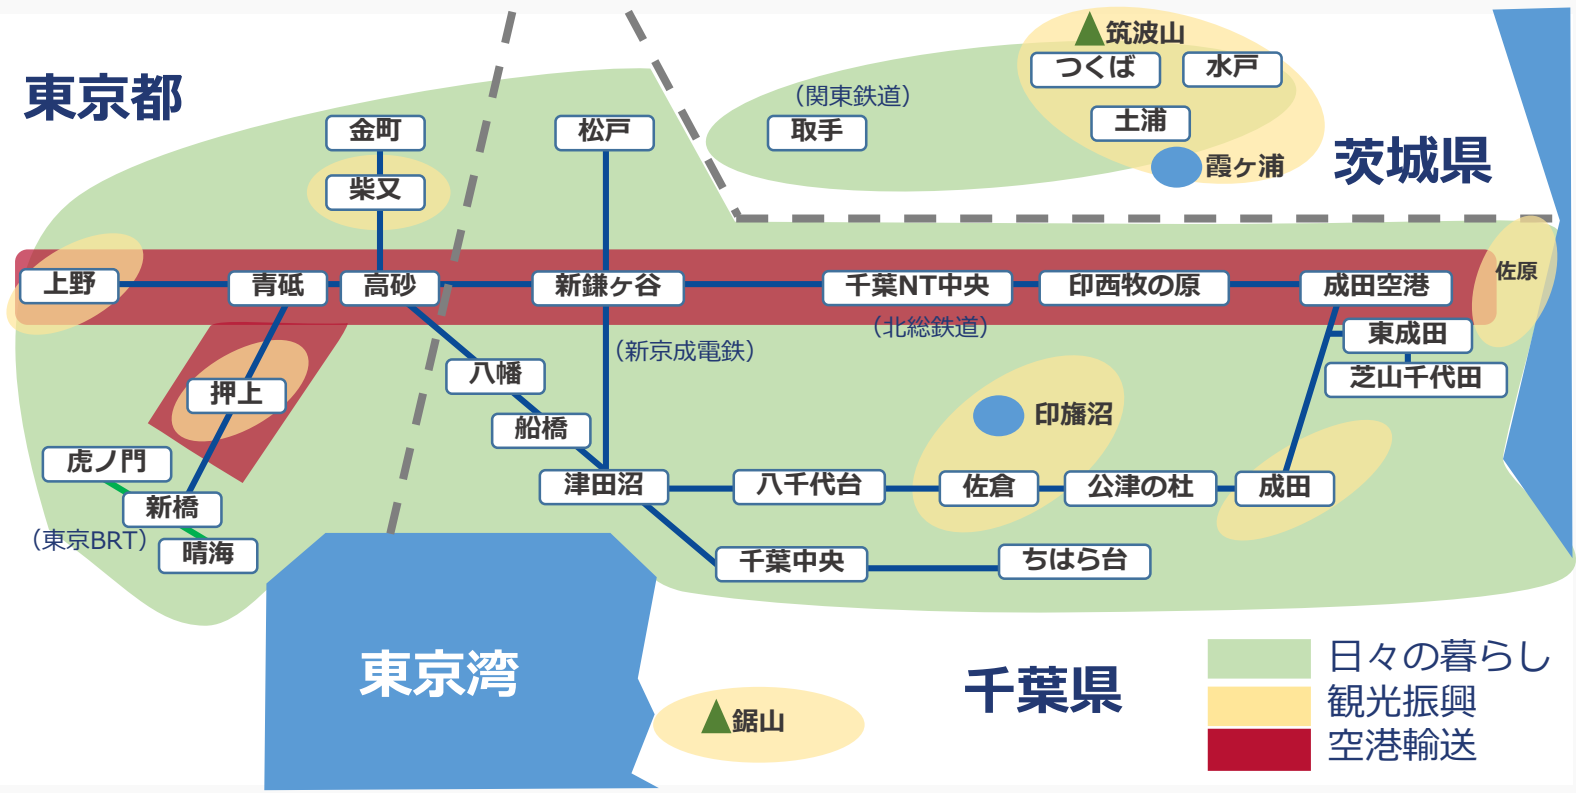 筑波山
つくば
水戸
東京都
(関東鉄道)
金町
松戸
取手
土浦
茨城県
霞ヶ浦
柴又
上野
青砥
高砂
新鎌ヶ谷
千葉NT中央
印西牧の原
成田空港
佐原
(北総鉄道)
東成田
(新京成電鉄)
八幡
芝山千代田
押上
印旛沼
船橋
虎ノ門
津田沼
八千代台
佐倉
公津の杜
成田
新橋
(東京BRT)
晴海
千葉中央
ちはら台
東京湾
千葉県
鋸山
日々の暮らし
観光振興
空港輸送